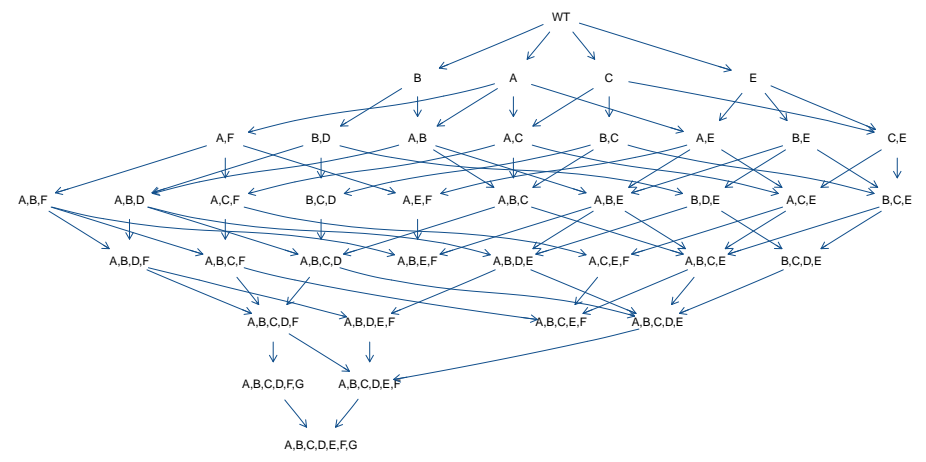 WT
B A C E
A,F B,D A,B A,C B,C A,E B,E C,E
A,B,F A,B,D A,C,F B,C,D A,E,F A,B,C A,B,E B,D,E A,C,E B,C,E
A,B,D,F A,B,C,F A,B,C,D A,B,E,F A,B,D,E A,C,E,F A,B,C,E B,C,D,E
A,B,C,D,F A,B,D,E,F A,B,C,E,F A,B,C,D,E
A,B,C,D,F,G A,B,C,D,E,F
A,B,C,D,E,F,G